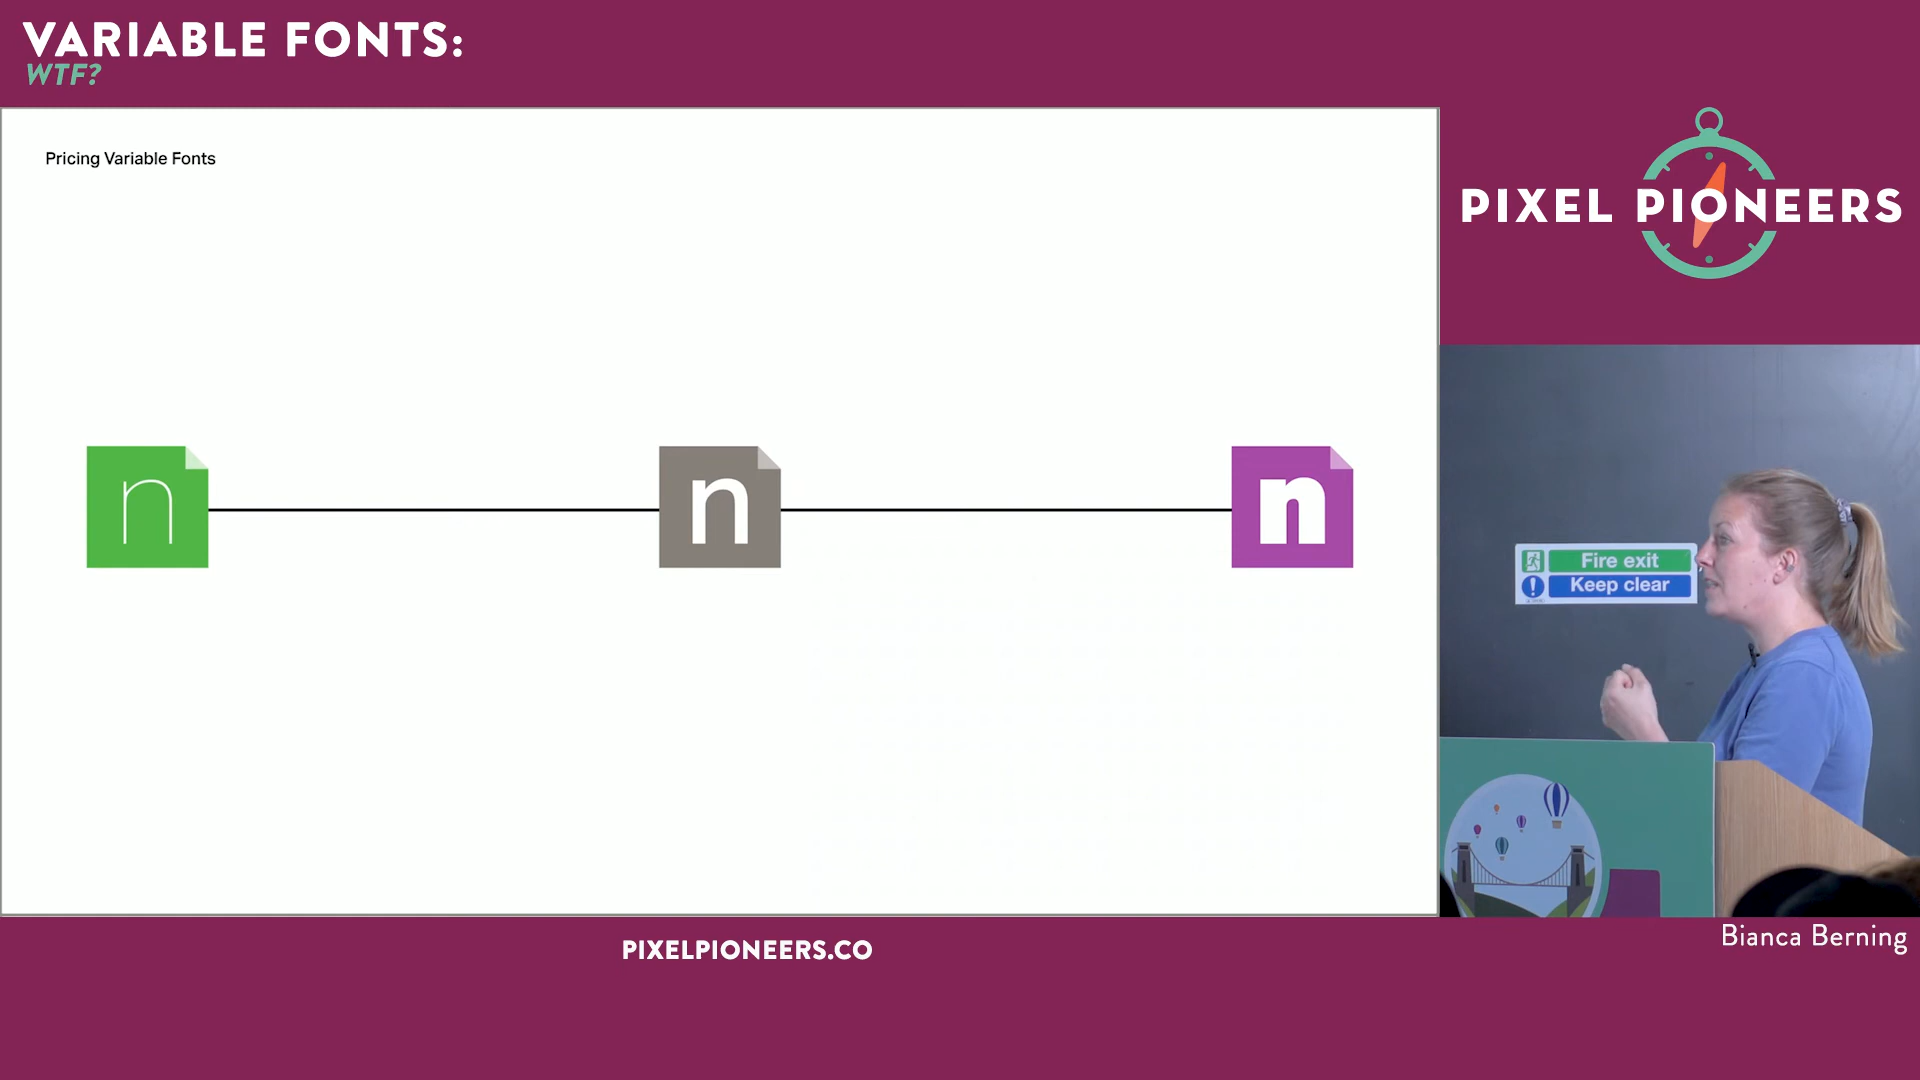 VARIABLE FONTS:
WTF?
Pricing Variable Fonts
n
n
n
PIXEL PIONEERS
Fire exit
Keep clear
Bianca Berning
PIXELPIONEERS.CO